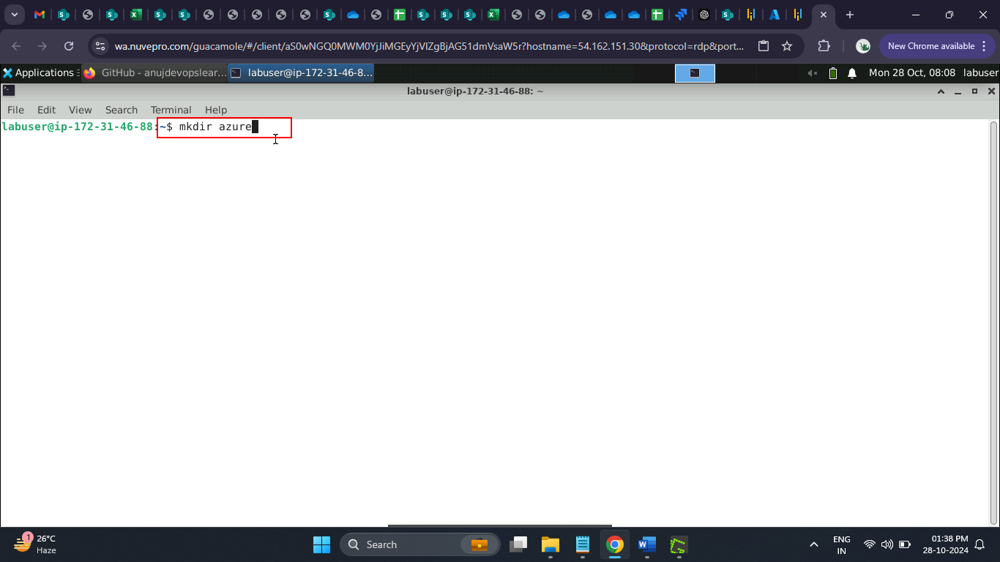 wa.nuvepro.com/guacamole/#/client/aS0wNGQ0MWM0YjJiMGEyYjVlZgBjAG51dmVsaW5r?hostname=54.162.151.30&protocol=rdp&port...
New Chrome available
Applications
GitHub - anujdevopslear...
labuser@ip-172-31-46-8...
Mon 28 Oct, 08:08
labuser
labuser@ip-172-31-46-88: ~
File Edit View Search Terminal Help
labuser@ip-172-31-46-88:~$ mkdir azure
1
26°C
Haze
Search
ENG
IN
01:38 PM
28-10-2024